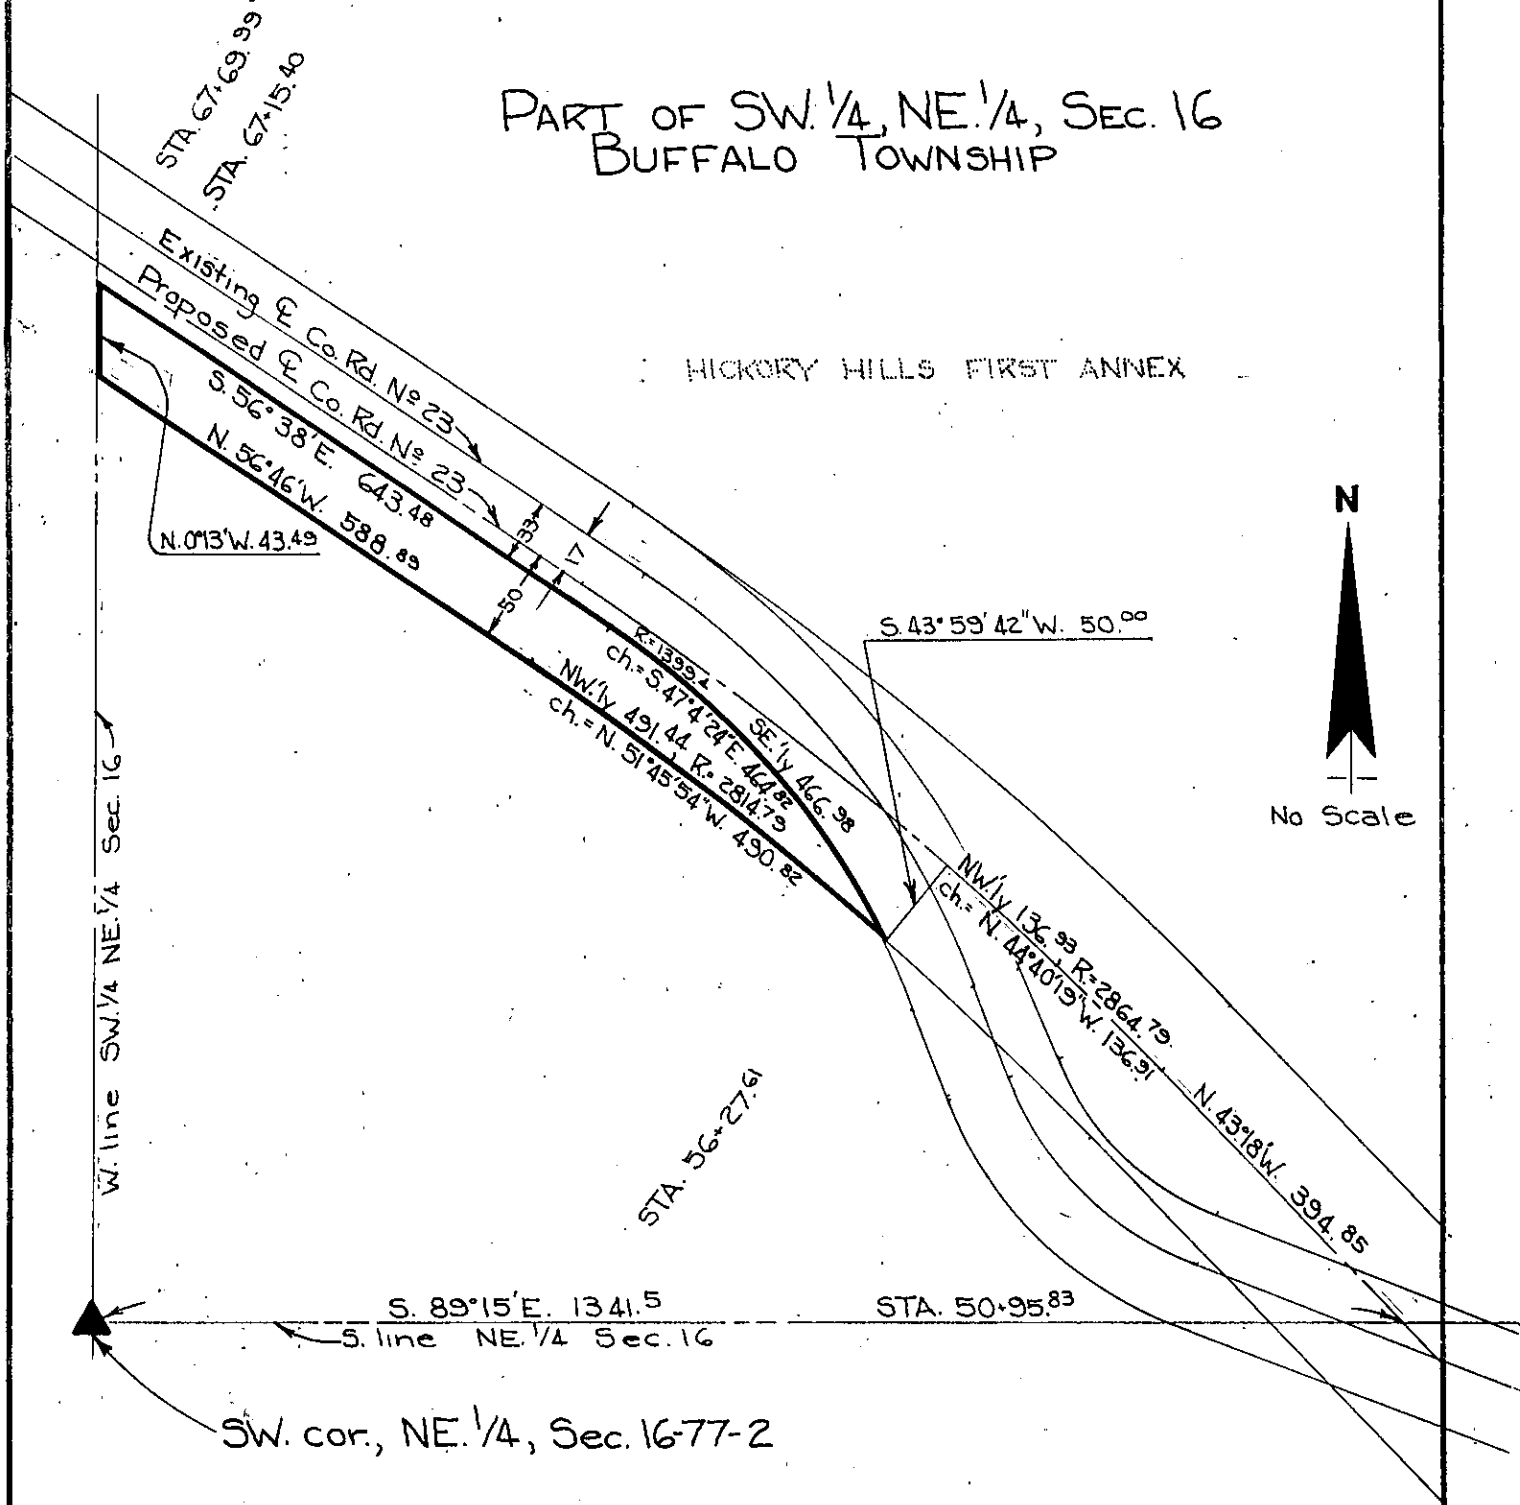 STA. 67+69.99
STA. 67+15.40
PART OF SW. 1/4, NE. 1/4, SEC. 16
BUFFALO TOWNSHIP
Existing ℄ Co. Rd. Nº 23
Proposed ℄ Co. Rd. Nº 23
HICKORY HILLS FIRST ANNEX
S. 56° 38' E. 643.48
N. 56°46' W. 588.89
N. 0°13' W. 43.49
33
17
50
N
No Scale
S. 43° 59' 42" W. 50.00
ch.= S. 47°4'24" E. 464.82
SE.'ly 466.98
NW.'ly 491.44, R.= 2814.79
ch.= N. 51°45'54" W. 490.82
NW.'ly 136.93, R.= 2864.79
ch.= N. 44°40'19" W. 136.91
N. 43°18' W. 394.85
W. line SW. 1/4 NE. 1/4 Sec. 16
STA. 56+27.61
S. 89°15' E. 1341.5
STA. 50+95.83
S. line NE. 1/4 Sec. 16
SW. cor., NE. 1/4, Sec. 16-77-2